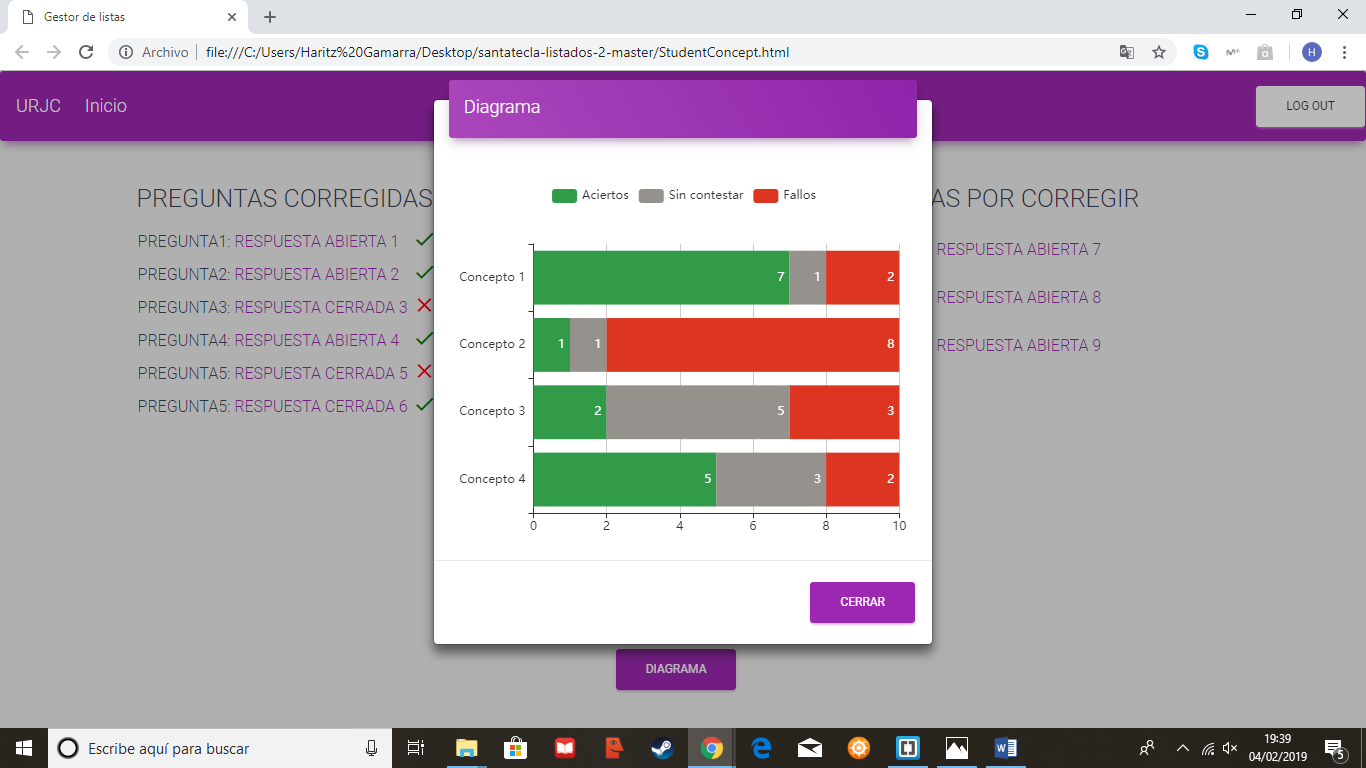 Gestor de listas
Archivo
file:///C:/Users/Haritz%20Gamarra/Desktop/santatecla-listados-2-master/StudentConcept.html
H
URJC Inicio
LOG OUT
Diagrama
PREGUNTAS CORREGIDAS
AS POR CORREGIR
PREGUNTA1: RESPUESTA ABIERTA 1
PREGUNTA2: RESPUESTA ABIERTA 2
PREGUNTA3: RESPUESTA CERRADA 3
PREGUNTA4: RESPUESTA ABIERTA 4
PREGUNTA5: RESPUESTA CERRADA 5
PREGUNTA5: RESPUESTA CERRADA 6
RESPUESTA ABIERTA 7
RESPUESTA ABIERTA 8
RESPUESTA ABIERTA 9
Aciertos Sin contestar Fallos
Concepto 1 7 1 2
Concepto 2 1 1 8
Concepto 3 2 5 3
Concepto 4 5 3 2
0 2 4 6 8 10
CERRAR
DIAGRAMA
Escribe aquí para buscar
19:39
04/02/2019
5